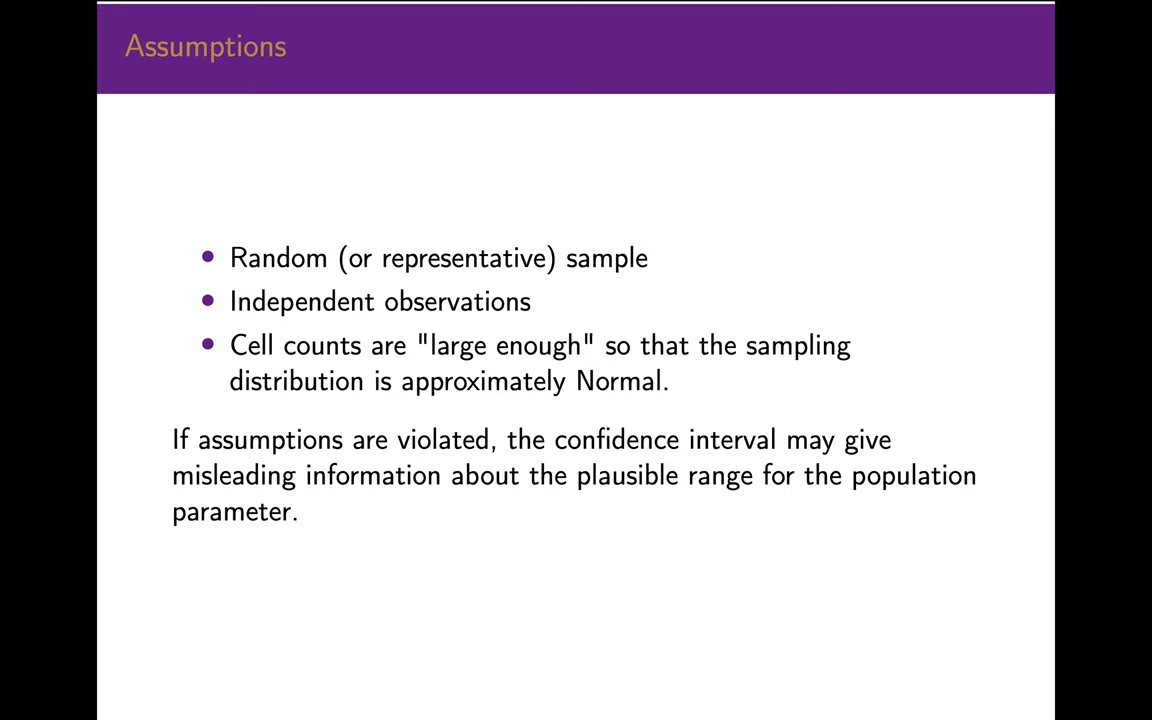 Assumptions
• Random (or representative) sample
• Independent observations
• Cell counts are "large enough" so that the sampling
distribution is approximately Normal.
If assumptions are violated, the confidence interval may give
misleading information about the plausible range for the population
parameter.